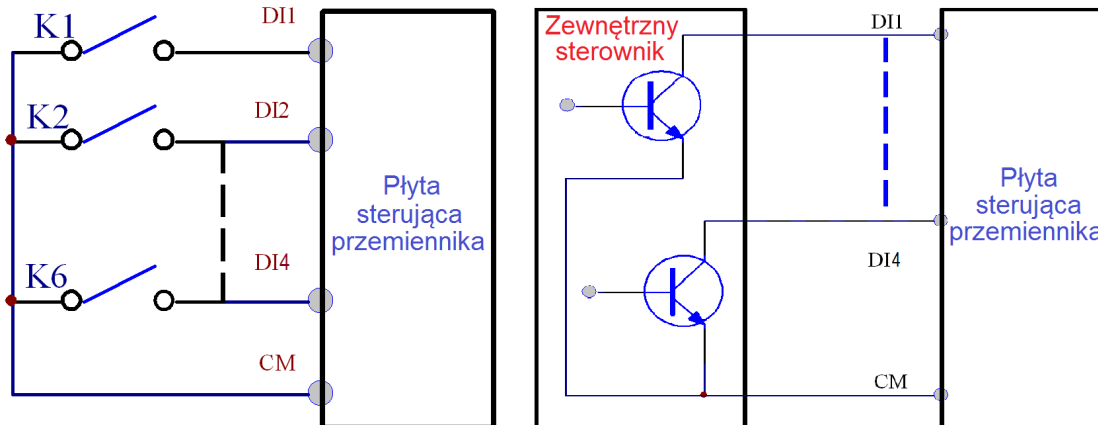 K1
DI1
K2
DI2
K6
DI4
CM
Płyta
sterująca
przemiennika
Zewnętrzny
sterownik
DI1
DI4
CM
Płyta
sterująca
przemiennika